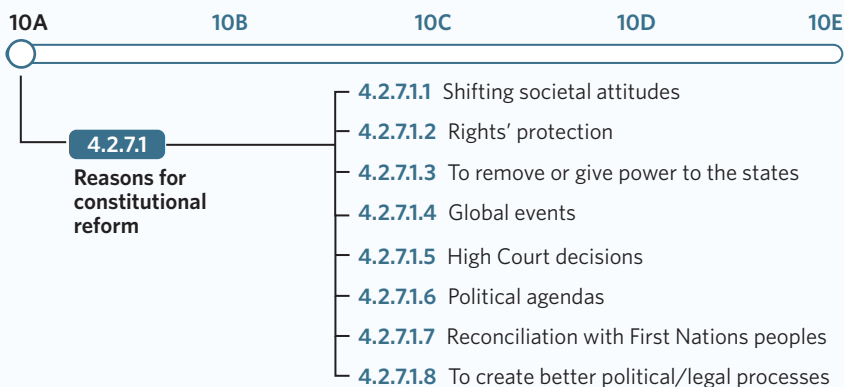 10A 10B 10C 10D 10E
4.2.7.1
Reasons for
constitutional
reform
4.2.7.1.1 Shifting societal attitudes
4.2.7.1.2 Rights' protection
4.2.7.1.3 To remove or give power to the states
4.2.7.1.4 Global events
4.2.7.1.5 High Court decisions
4.2.7.1.6 Political agendas
4.2.7.1.7 Reconciliation with First Nations peoples
4.2.7.1.8 To create better political/legal processes